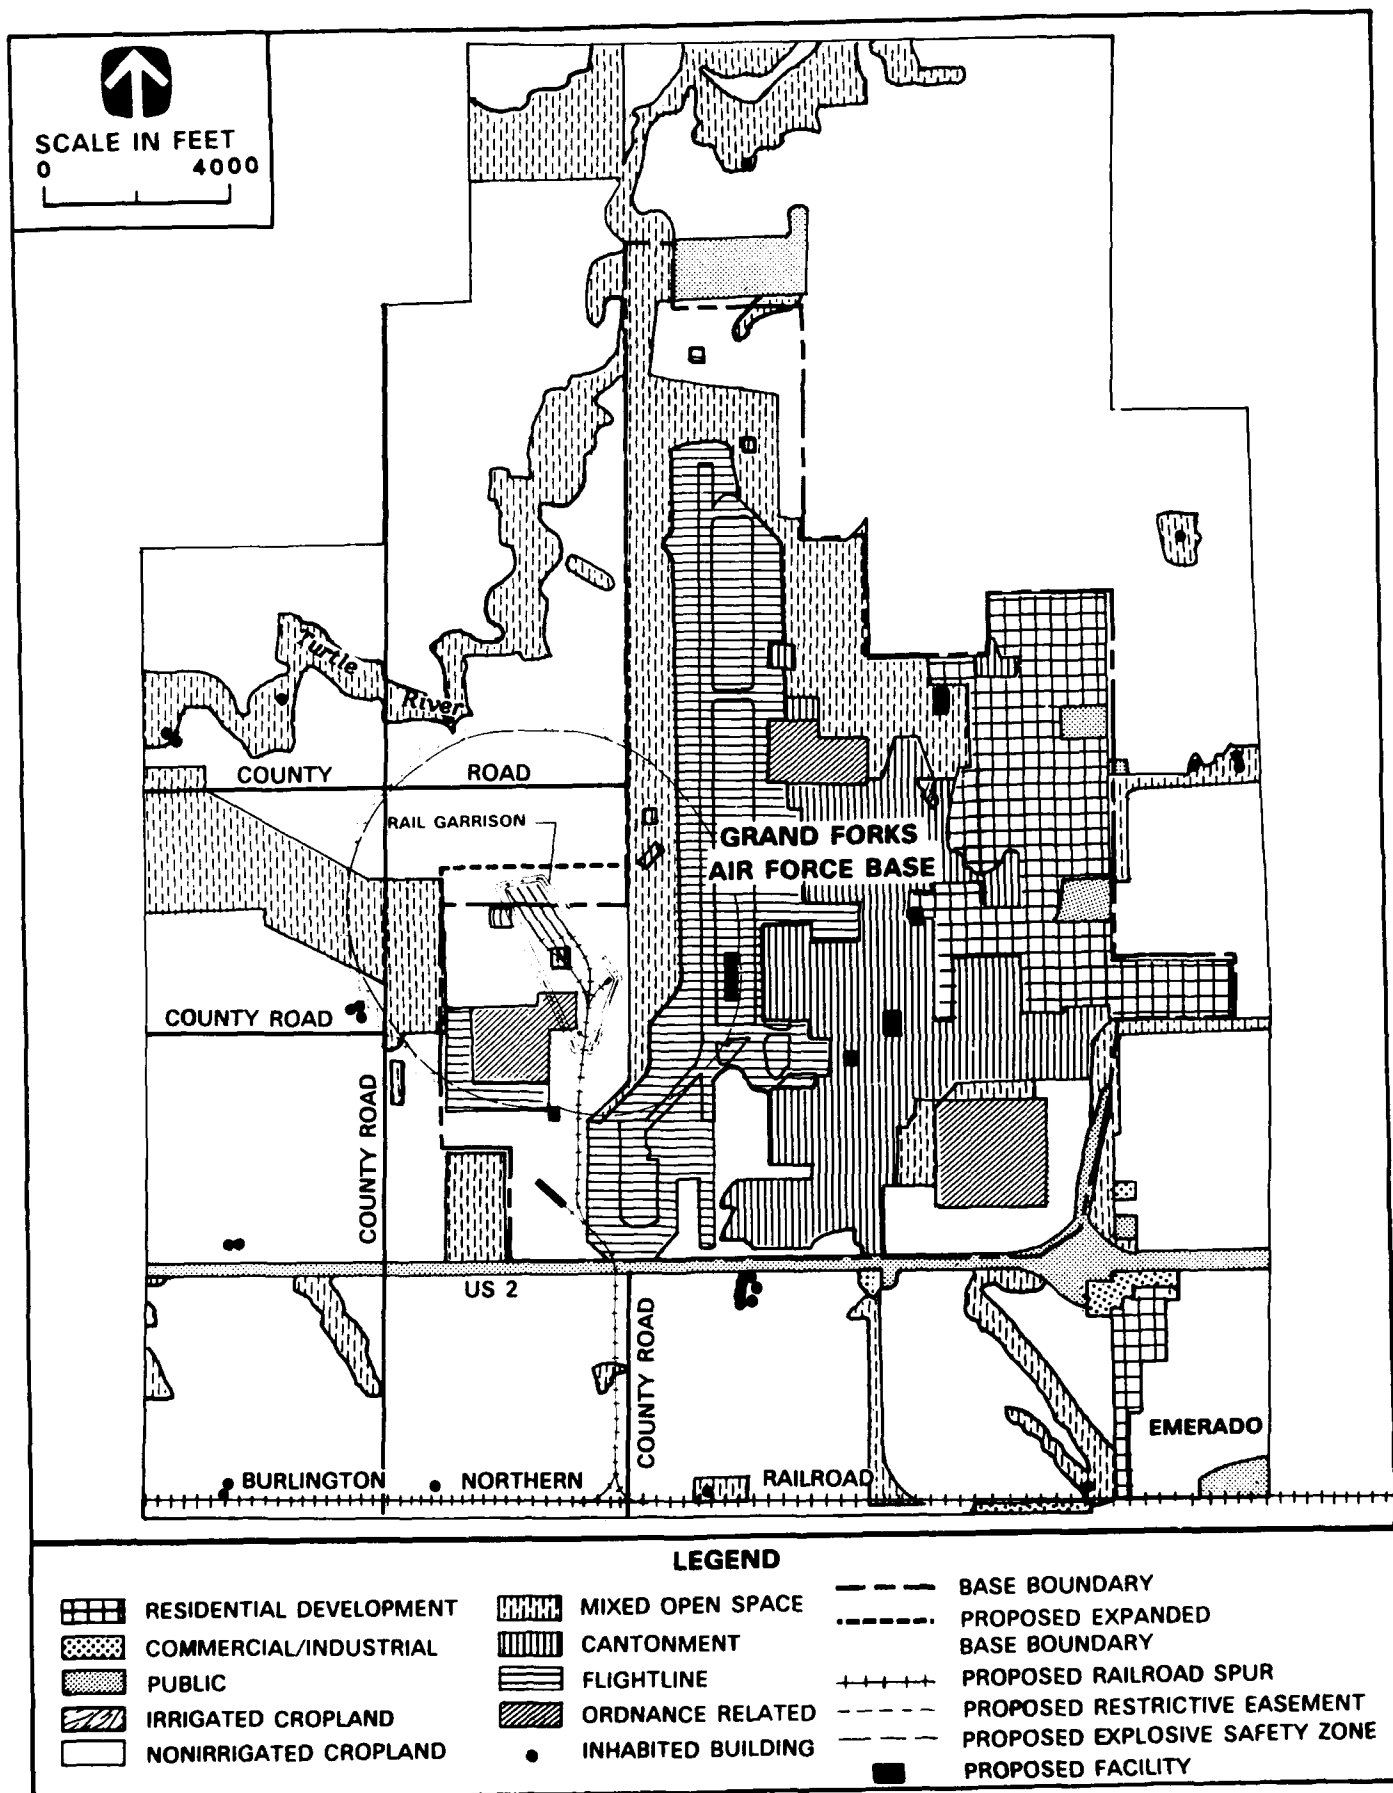 SCALE IN FEET
0 4000
Turtle
River
COUNTY ROAD
RAIL GARRISON
GRAND FORKS
AIR FORCE BASE
COUNTY ROAD
COUNTY ROAD
US 2
COUNTY ROAD
EMERADO
BURLINGTON NORTHERN RAILROAD
LEGEND
RESIDENTIAL DEVELOPMENT
COMMERCIAL/INDUSTRIAL
PUBLIC
IRRIGATED CROPLAND
NONIRRIGATED CROPLAND
MIXED OPEN SPACE
CANTONMENT
FLIGHTLINE
ORDNANCE RELATED
INHABITED BUILDING
BASE BOUNDARY
PROPOSED EXPANDED
BASE BOUNDARY
PROPOSED RAILROAD SPUR
PROPOSED RESTRICTIVE EASEMENT
PROPOSED EXPLOSIVE SAFETY ZONE
PROPOSED FACILITY